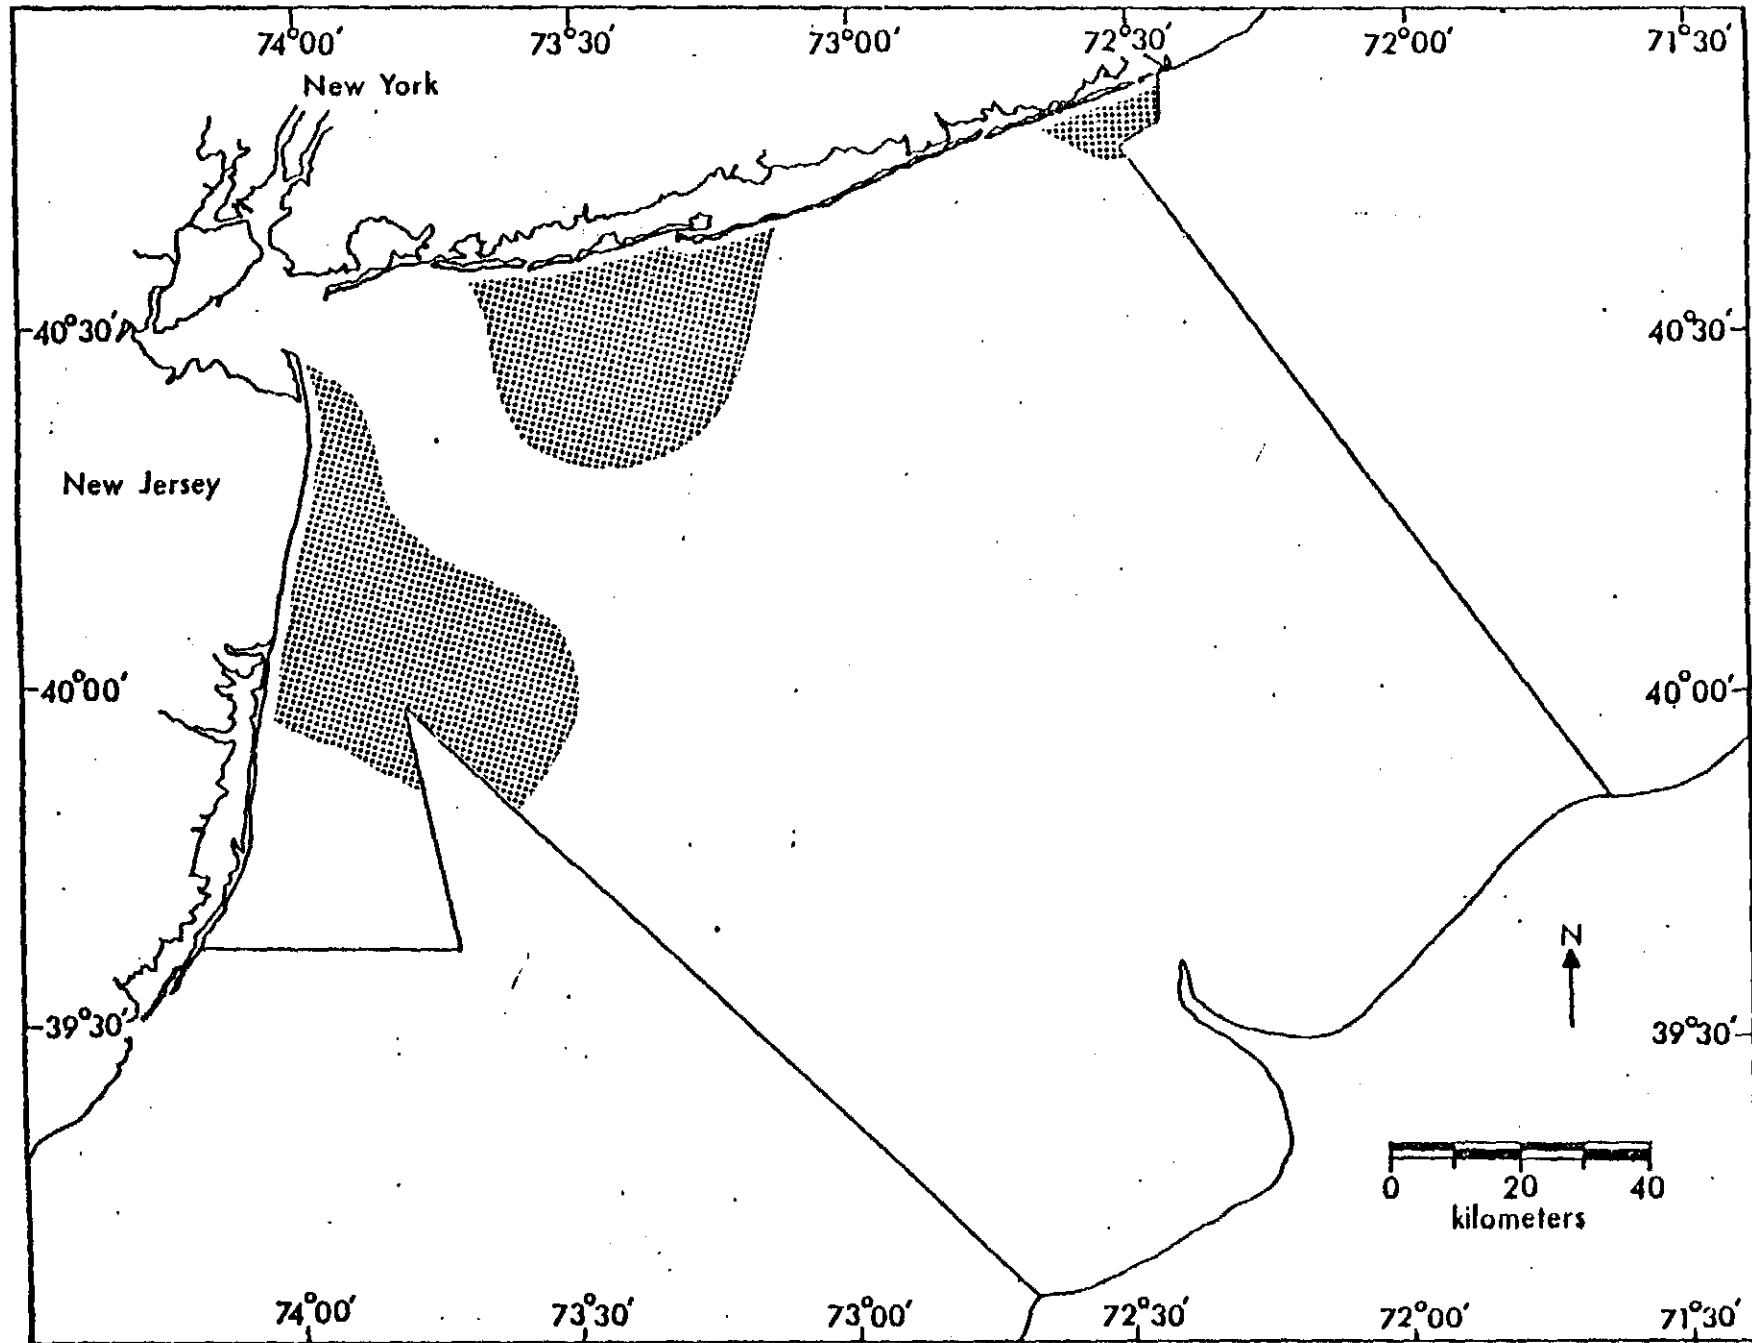 74°00′ 73°30′ 73°00′ 72°30′ 72°00′ 71°30′
New York
40°30′ 40°30′
New Jersey
40°00′ 40°00′
N
39°30′ 39°30′
0 20 40
kilometers
74°00′ 73°30′ 73°00′ 72°30′ 72°00′ 71°30′